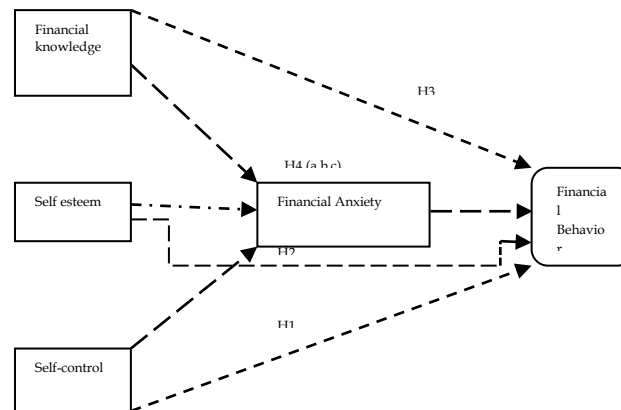 Financial
knowledge
H3
H4 (a,b,c)
Self esteem
Financial Anxiety
Financia
l
Behavio
r
H2
H1
Self-control